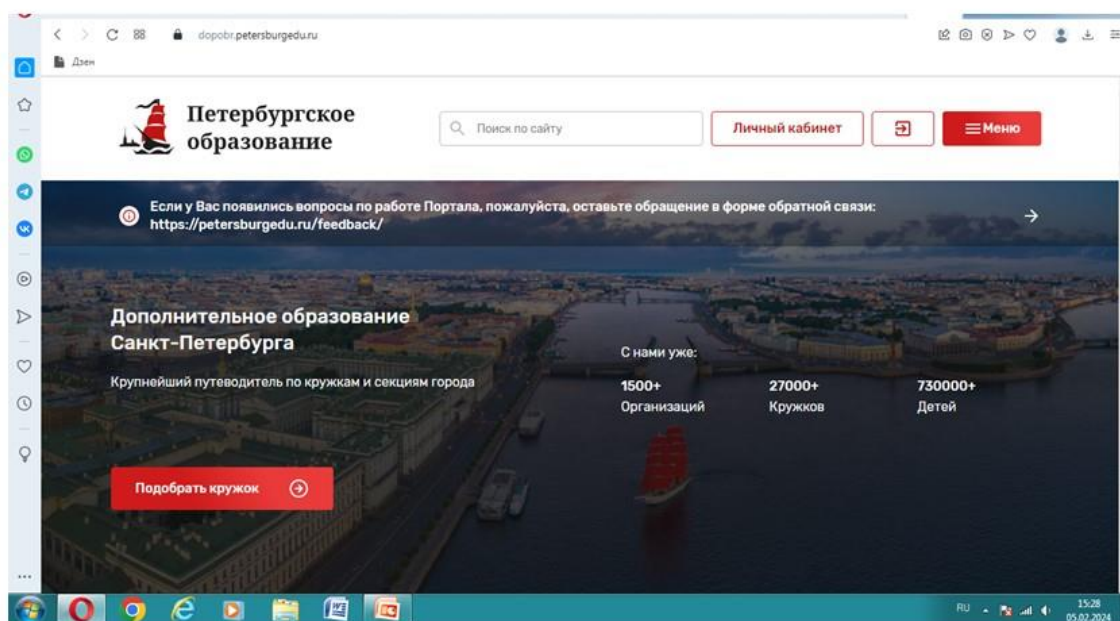 dopobr.petersburgedu.ru
Дзен
Петербургское
образование
Поиск по сайту
Личный кабинет
Меню
Если у Вас появились вопросы по работе Портала, пожалуйста, оставьте обращение в форме обратной связи:
https://petersburgedu.ru/feedback/
Дополнительное образование
Санкт-Петербурга
Крупнейший путеводитель по кружкам и секциям города
С нами уже:
1500+ 27000+ 730000+
Организаций Кружков Детей
Подобрать кружок
RU
15:28
05.02.2024